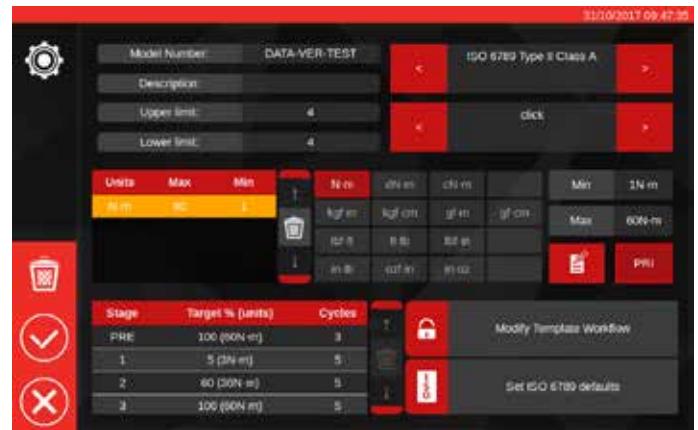 31/10/2017 09:47:35
Model Number: DATA-VER-TEST
Description:
Upper limit: 4
Lower limit: 4
< ISO 6789 Type II Class A >
< click >
Units Max Min
N·m 60 1
N·m dN·m cN·m
kgf·m kgf·cm gf·m gf·cm
lbf·ft ft·lb lbf·in
in·lb ozf·in in·oz
Min 1N·m
Max 60N·m
PRI
Stage Target % (units) Cycles
PRE 100 (60N·m) 3
1 5 (3N·m) 5
2 60 (36N·m) 5
3 100 (60N·m) 5
Modify Template Workflow
ISO
Set ISO 6789 defaults